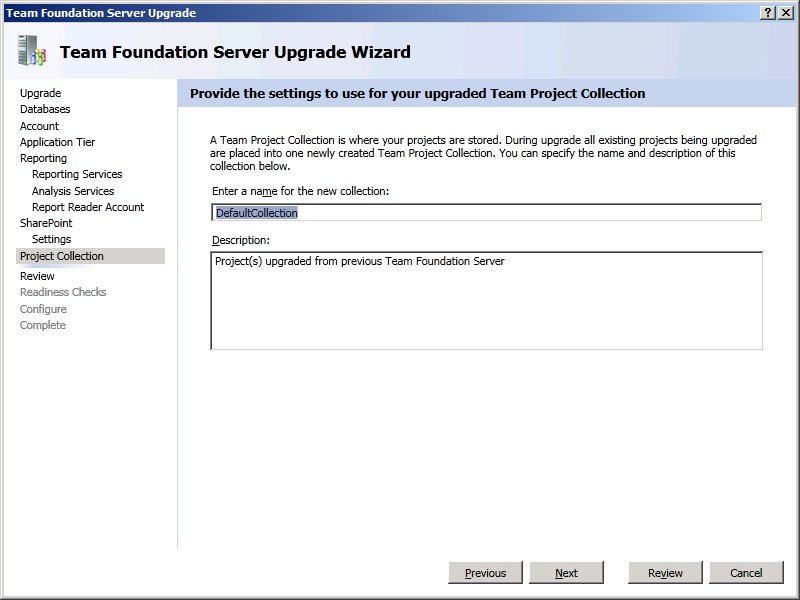 Team Foundation Server Upgrade
Team Foundation Server Upgrade Wizard
Upgrade
Databases
Account
Application Tier
Reporting
Reporting Services
Analysis Services
Report Reader Account
SharePoint
Settings
Project Collection
Review
Readiness Checks
Configure
Complete
Provide the settings to use for your upgraded Team Project Collection
A Team Project Collection is where your projects are stored. During upgrade all existing projects being upgraded
are placed into one newly created Team Project Collection. You can specify the name and description of this
collection below.
Enter a name for the new collection:
DefaultCollection
Description:
Project(s) upgraded from previous Team Foundation Server
Previous
Next
Review
Cancel